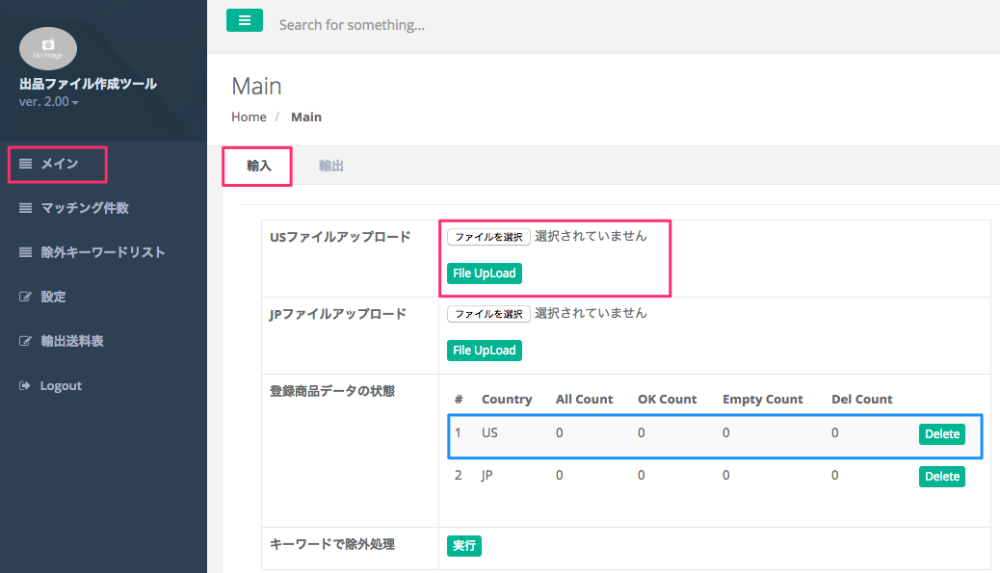 No Image
出品ファイル作成ツール
ver. 2.00
メイン
マッチング件数
除外キーワードリスト
設定
輸出送料表
Logout
Search for something...
Main
Home / Main
輸入 輸出
USファイルアップロード ファイルを選択 選択されていません
File UpLoad
JPファイルアップロード ファイルを選択 選択されていません
File UpLoad
登録商品データの状態
# Country All Count OK Count Empty Count Del Count
1 US 0 0 0 0 Delete
2 JP 0 0 0 0 Delete
キーワードで除外処理 実行